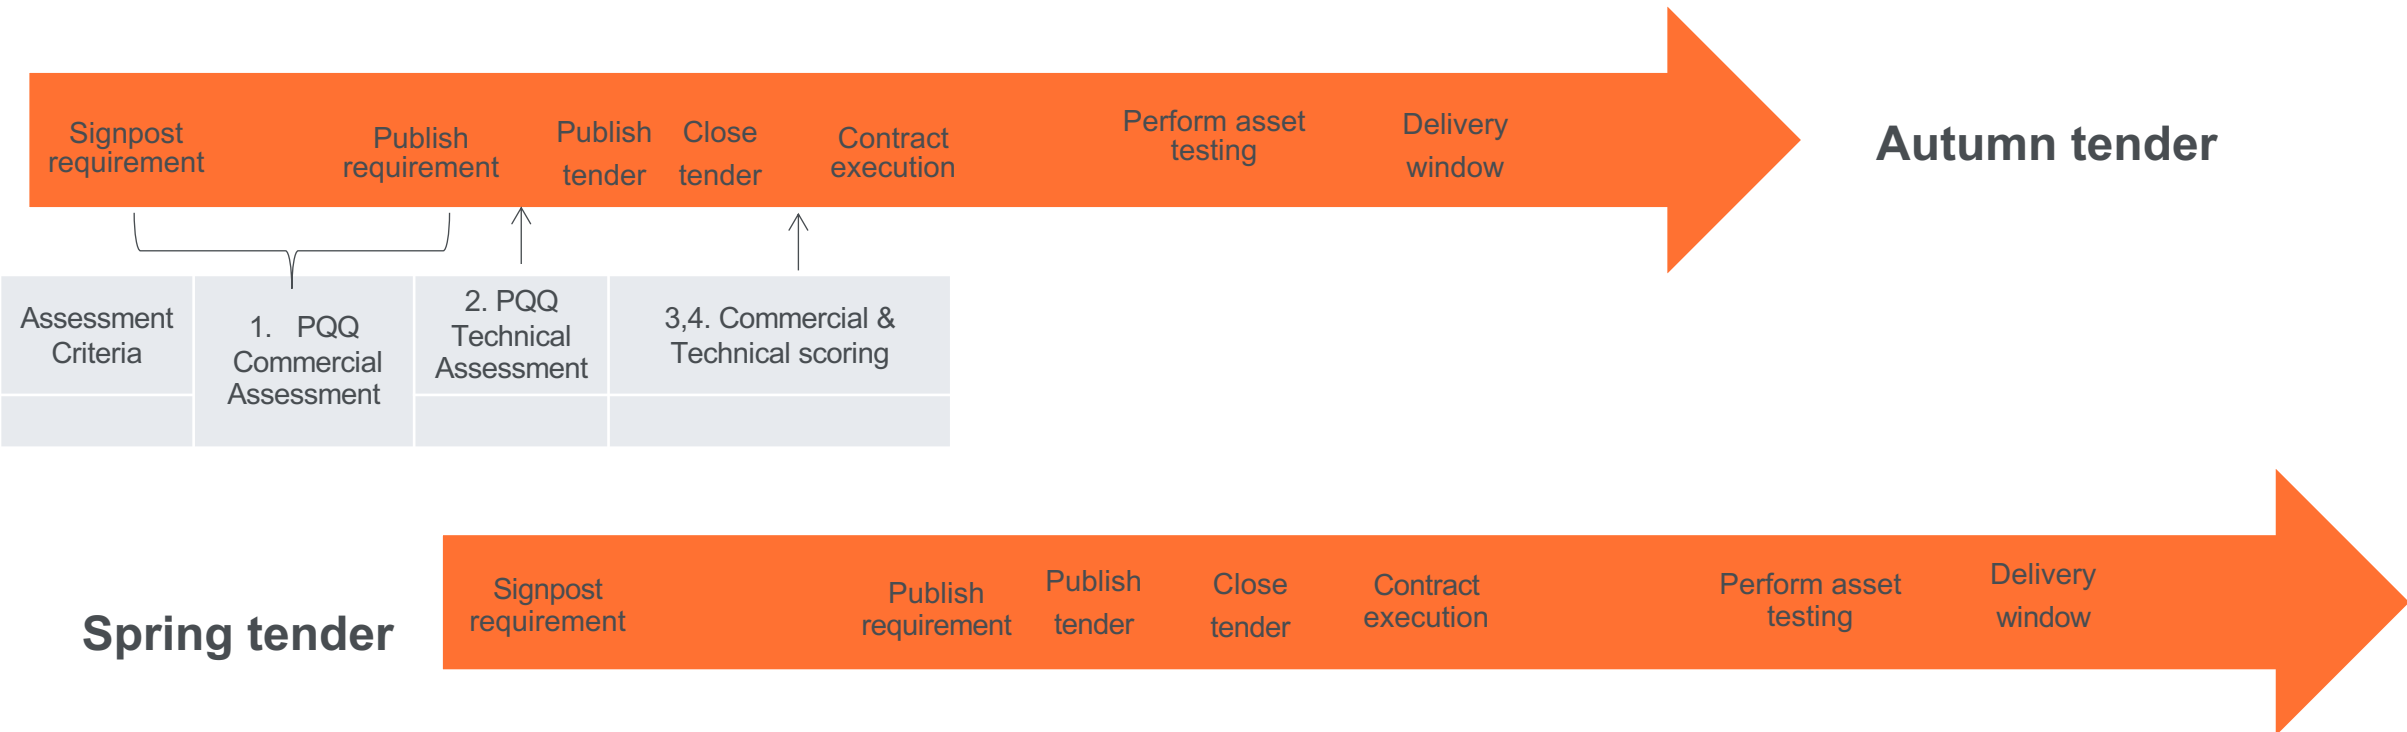 Signpost
requirement
Publish
requirement
Publish
tender
Close
tender
Contract
execution
Perform asset
testing
Delivery
window
Autumn tender
Assessment
Criteria
1. PQQ
Commercial
Assessment
2. PQQ
Technical
Assessment
3,4. Commercial &
Technical scoring
Spring tender
Signpost
requirement
Publish
requirement
Publish
tender
Close
tender
Contract
execution
Perform asset
testing
Delivery
window